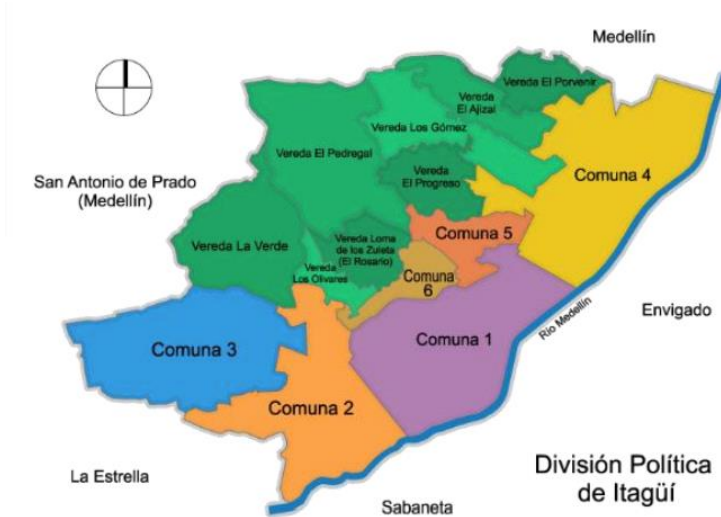 Medellín
Vereda El Porvenir
Vereda
El Ajizal
Vereda Los Gómez
Vereda El Pedregal
Vereda
El Progreso
Comuna 4
San Antonio de Prado
(Medellín)
Vereda La Verde
Vereda Loma
de los Zuleta
(El Rosario)
Comuna 5
Vereda
Los Olivares
Comuna
6
Envigado
Río Medellín
Comuna 3
Comuna 1
Comuna 2
La Estrella
Sabaneta
División Política
de Itagüí